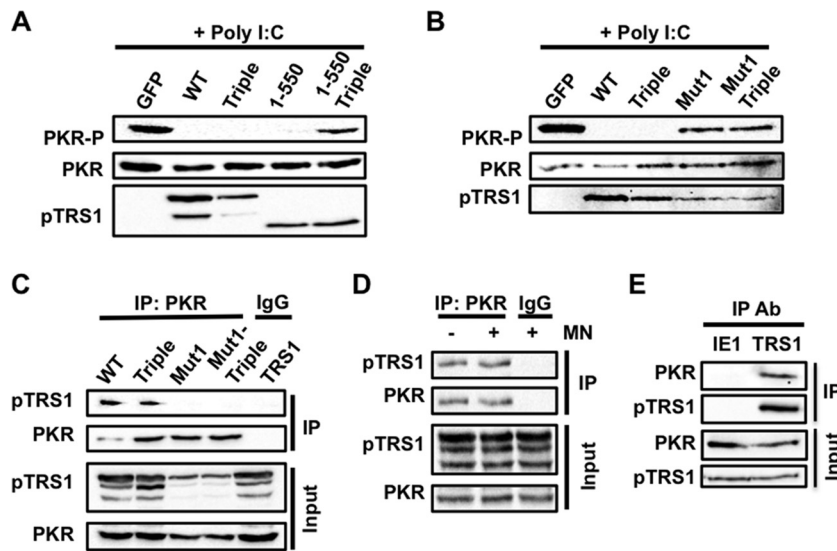 A
+ Poly I:C
GFP
WT
Triple
1-550
1-550
Triple
PKR-P
PKR
pTRS1
B
+ Poly I:C
GFP
WT
Triple
Mut1
Mut1
Triple
PKR-P
PKR
pTRS1
C
IP: PKR
IgG
WT
Triple
Mut1
Mut1-
Triple
TRS1
pTRS1
PKR
IP
pTRS1
PKR
Input
D
IP: PKR
IgG
- + + MN
pTRS1
PKR
IP
pTRS1
PKR
Input
E
IP Ab
IE1 TRS1
PKR
pTRS1
IP
PKR
pTRS1
Input